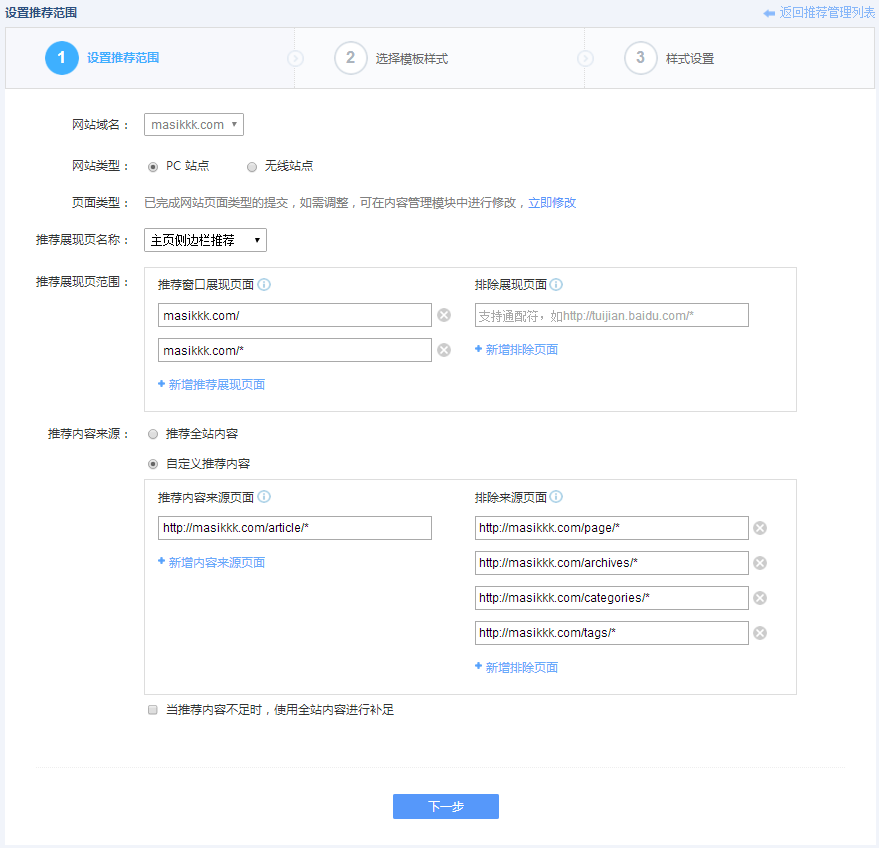 设置推荐范围
返回推荐管理列表
1 设置推荐范围
2 选择模板样式
3 样式设置
网站域名： masikkk.com
网站类型： PC 站点 无线站点
页面类型： 已完成网站页面类型的提交，如需调整，可在内容管理模块中进行修改，立即修改
推荐展现页名称： 主页侧边栏推荐
推荐展现页范围：
推荐窗口展现页面
masikkk.com/
masikkk.com/*
+ 新增推荐展现页面
排除展现页面
支持通配符，如http://tuijian.baidu.com/*
+ 新增排除页面
推荐内容来源： 推荐全站内容
自定义推荐内容
推荐内容来源页面
http://masikkk.com/article/*
+ 新增内容来源页面
排除来源页面
http://masikkk.com/page/*
http://masikkk.com/archives/*
http://masikkk.com/categories/*
http://masikkk.com/tags/*
+ 新增排除页面
当推荐内容不足时，使用全站内容进行补足
下一步